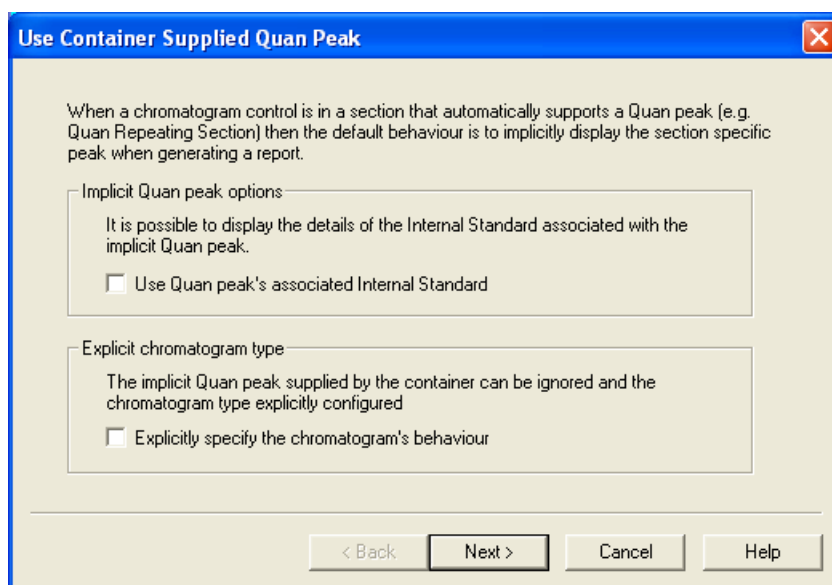 Use Container Supplied Quan Peak
When a chromatogram control is in a section that automatically supports a Quan peak (e.g.
Quan Repeating Section) then the default behaviour is to implicitly display the section specific
peak when generating a report.
Implicit Quan peak options
It is possible to display the details of the Internal Standard associated with the
implicit Quan peak.
Use Quan peak's associated Internal Standard
Explicit chromatogram type
The implicit Quan peak supplied by the container can be ignored and the
chromatogram type explicitly configured
Explicitly specify the chromatogram's behaviour
< Back Next > Cancel Help